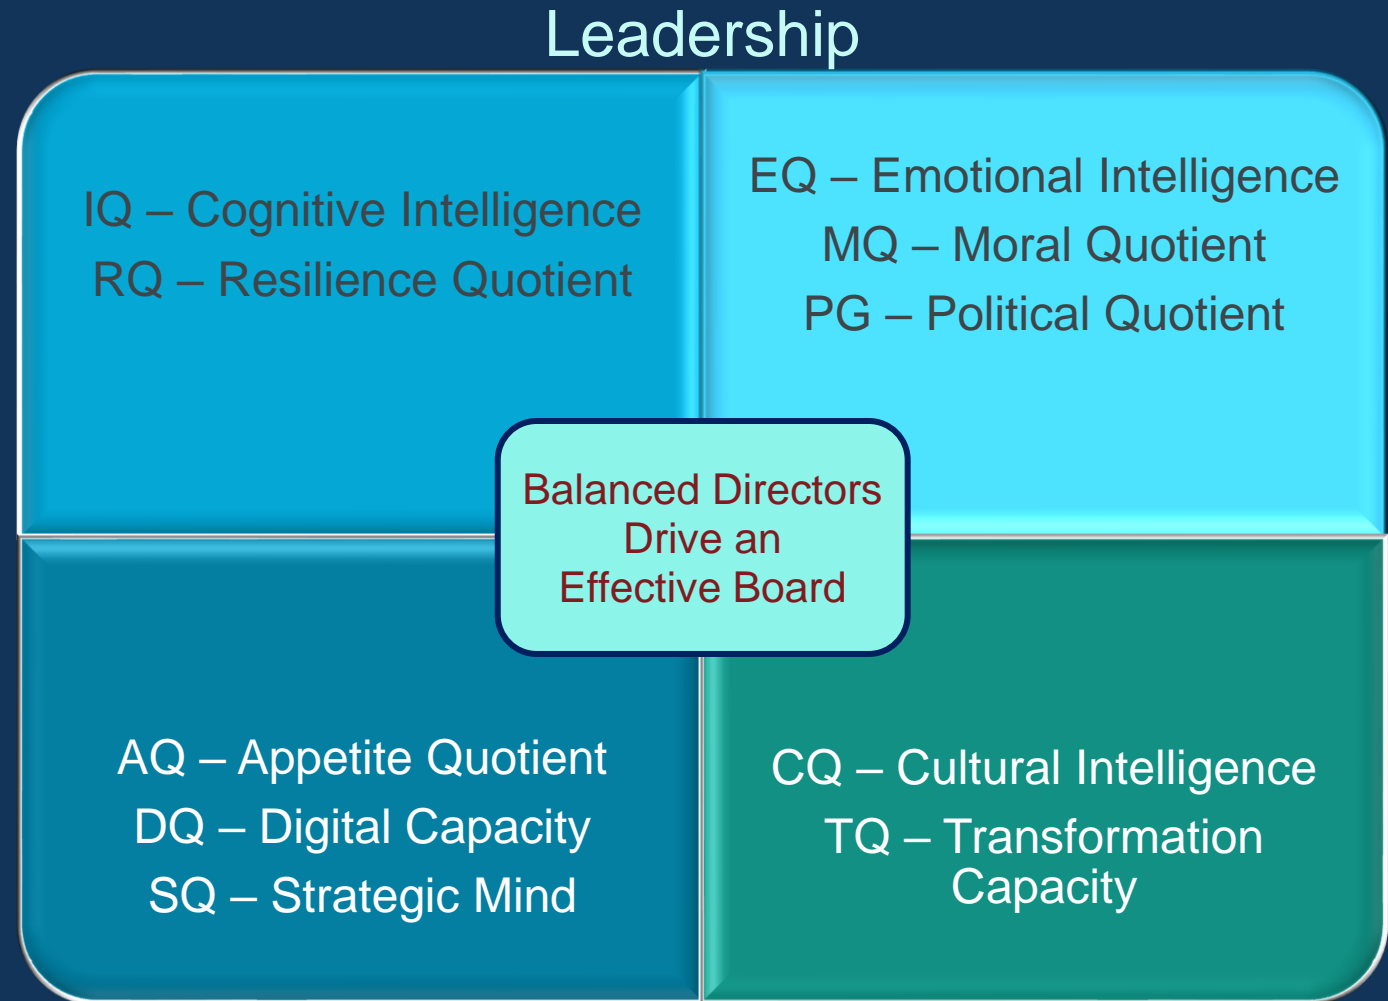 Leadership
IQ – Cognitive Intelligence
RQ – Resilience Quotient
EQ – Emotional Intelligence
MQ – Moral Quotient
PG – Political Quotient
Balanced Directors
Drive an
Effective Board
AQ – Appetite Quotient
DQ – Digital Capacity
SQ – Strategic Mind
CQ – Cultural Intelligence
TQ – Transformation
Capacity